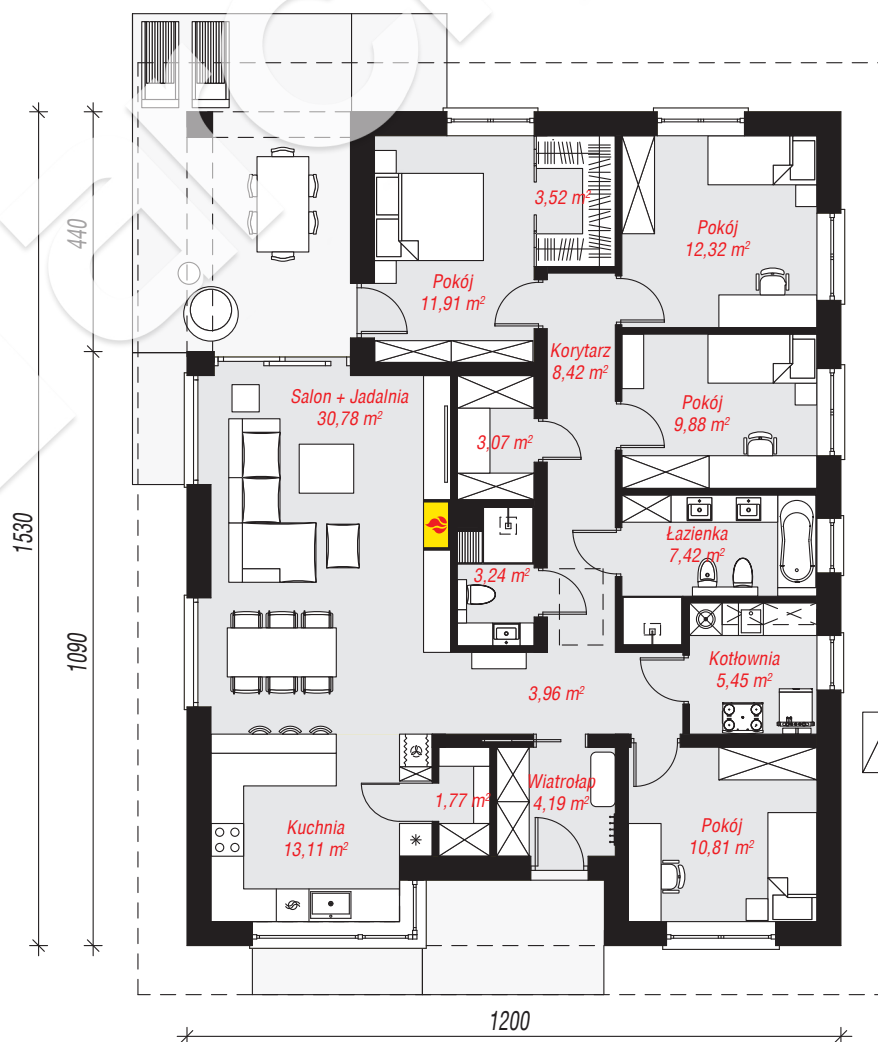 3,52 m²
Pokój
12,32 m²
Pokój
11,91 m²
440
Korytarz
8,42 m²
Salon + Jadalnia
30,78 m²
Pokój
9,88 m²
3,07 m²
1530
Łazienka
7,42 m²
3,24 m²
1090
Kotłownia
5,45 m²
3,96 m²
Wiatrołap
4,19 m²
1,77 m²
Kuchnia
13,11 m²
Pokój
10,81 m²
1200